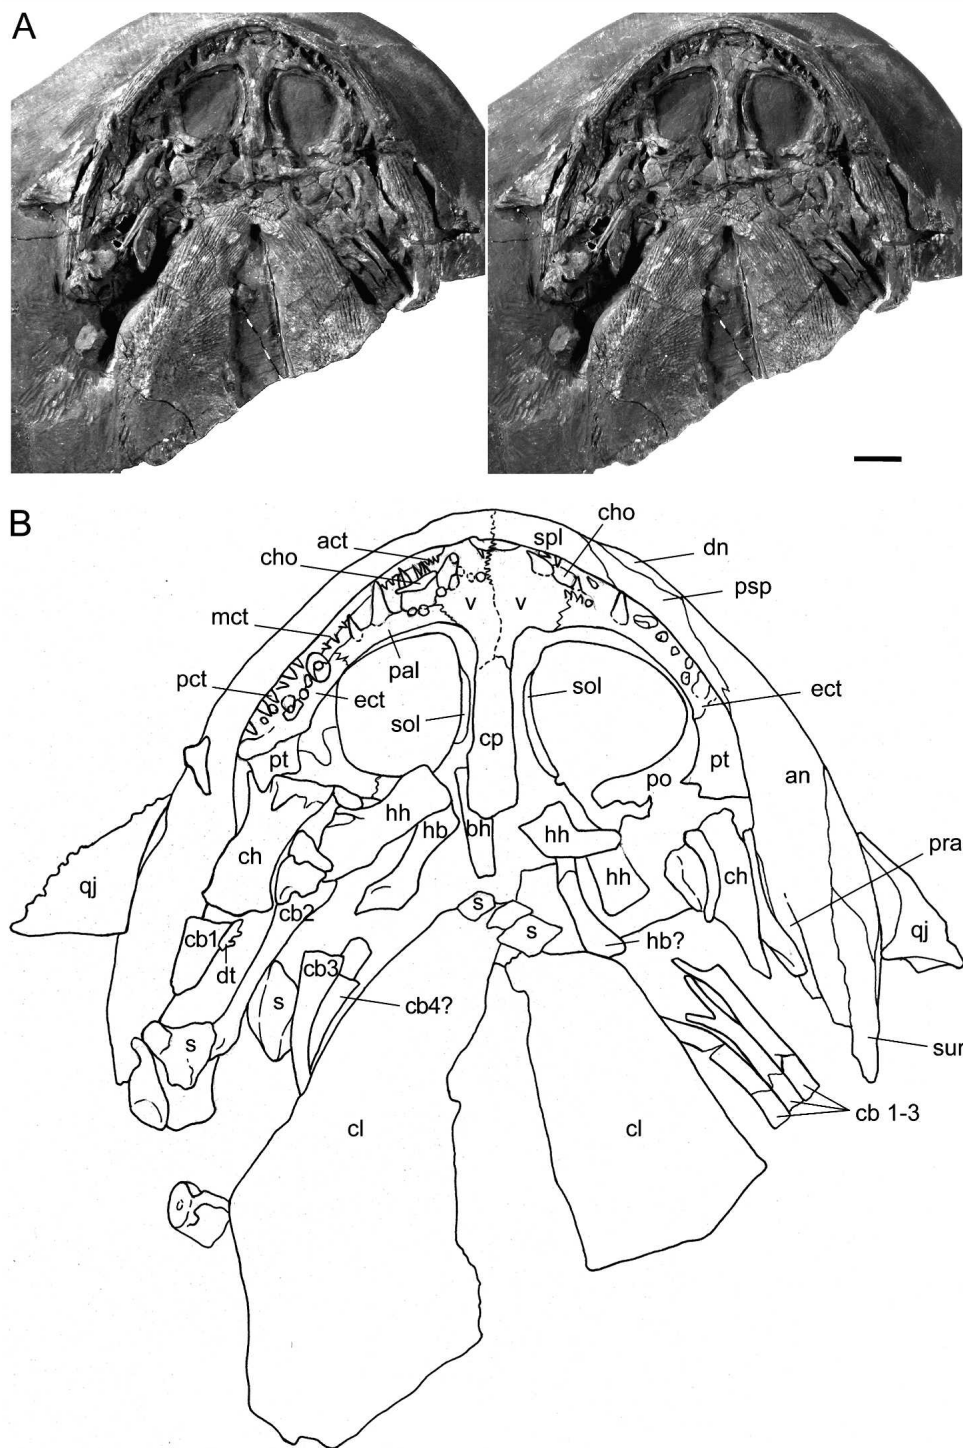 A
B
cho
act spl dn
cho
psp
v v
mct
pal
pct ect sol sol ect
cp
pt po pt
an
hh bh hh
hb pra
ch hh ch
qj
s
cb2 s qj
cb1 hb?
dt cb3
s cb4?
s sur
cb 1-3
cl cl